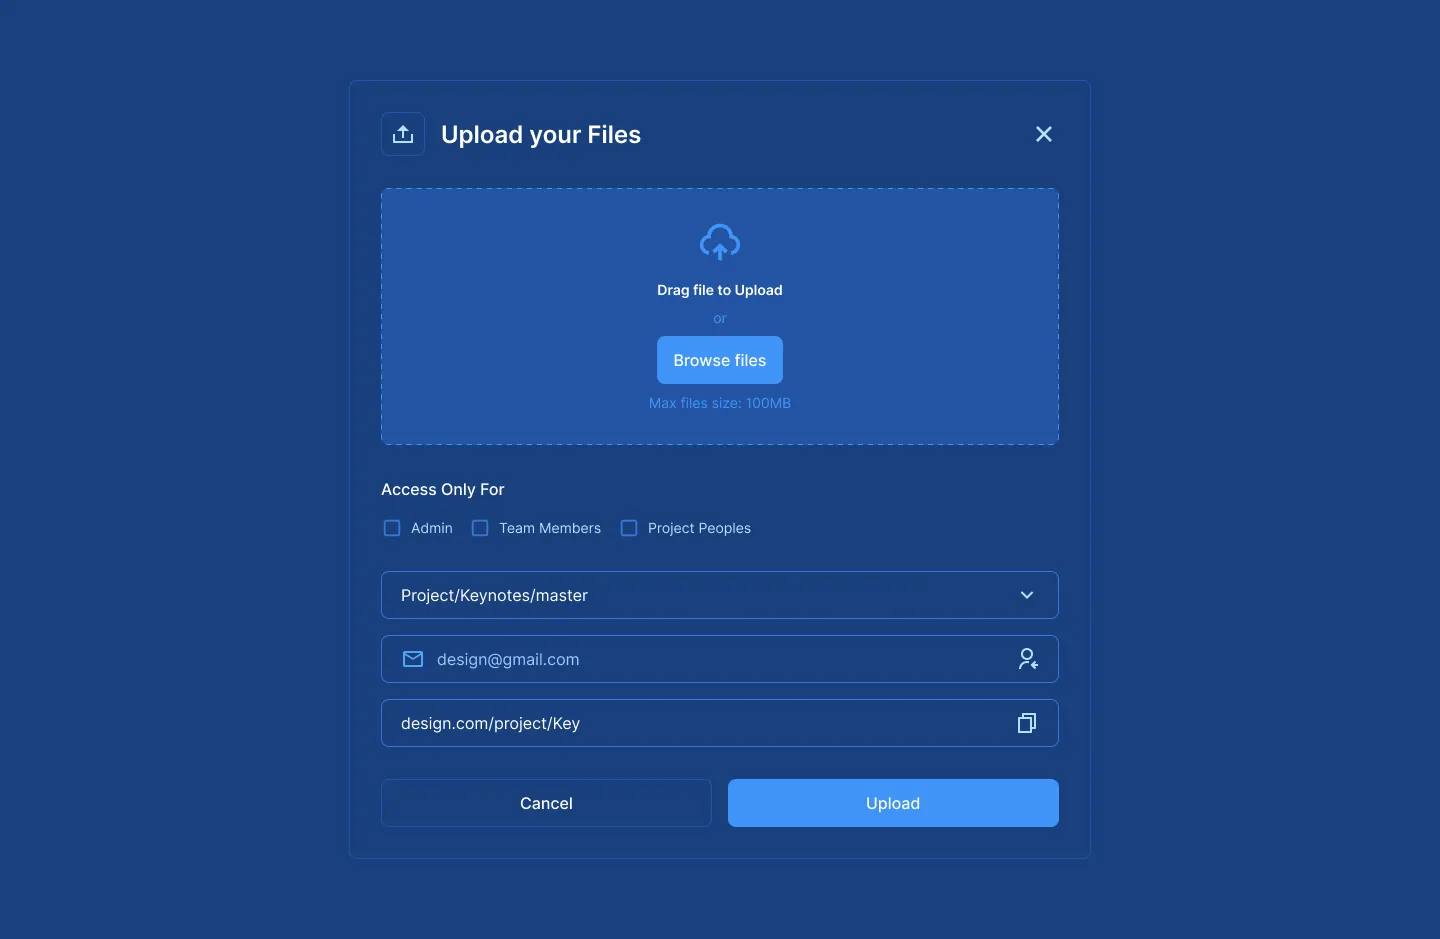 Upload your Files
Drag file to Upload
or
Browse files
Max files size: 100MB
Access Only For
Admin Team Members Project Peoples
Project/Keynotes/master
design@gmail.com
design.com/project/Key
Cancel Upload